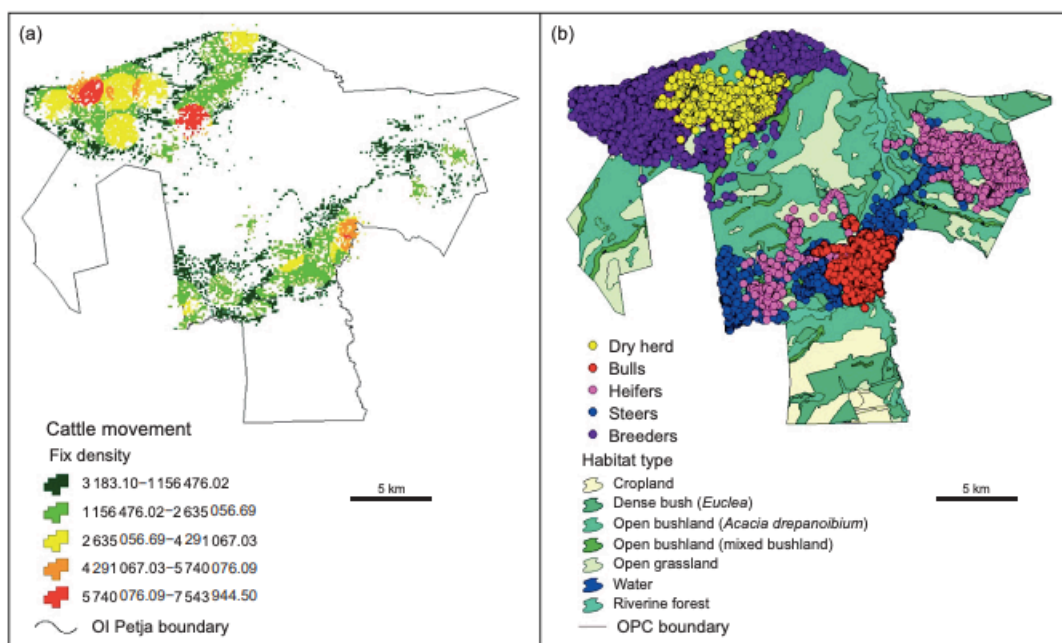 (a)
Cattle movement
Fix density
3 183.10–1 156 476.02
1 156 476.02–2 635 056.69
2 635 056.69–4 291 067.03
4 291 067.03–5 740 076.09
5 740 076.09–7 543 944.50
Ol Petja boundary
5 km
(b)
Dry herd
Bulls
Heifers
Steers
Breeders
Habitat type
Cropland
Dense bush (Euclea)
Open bushland (Acacia drepanoibium)
Open bushland (mixed bushland)
Open grassland
Water
Riverine forest
OPC boundary
5 km